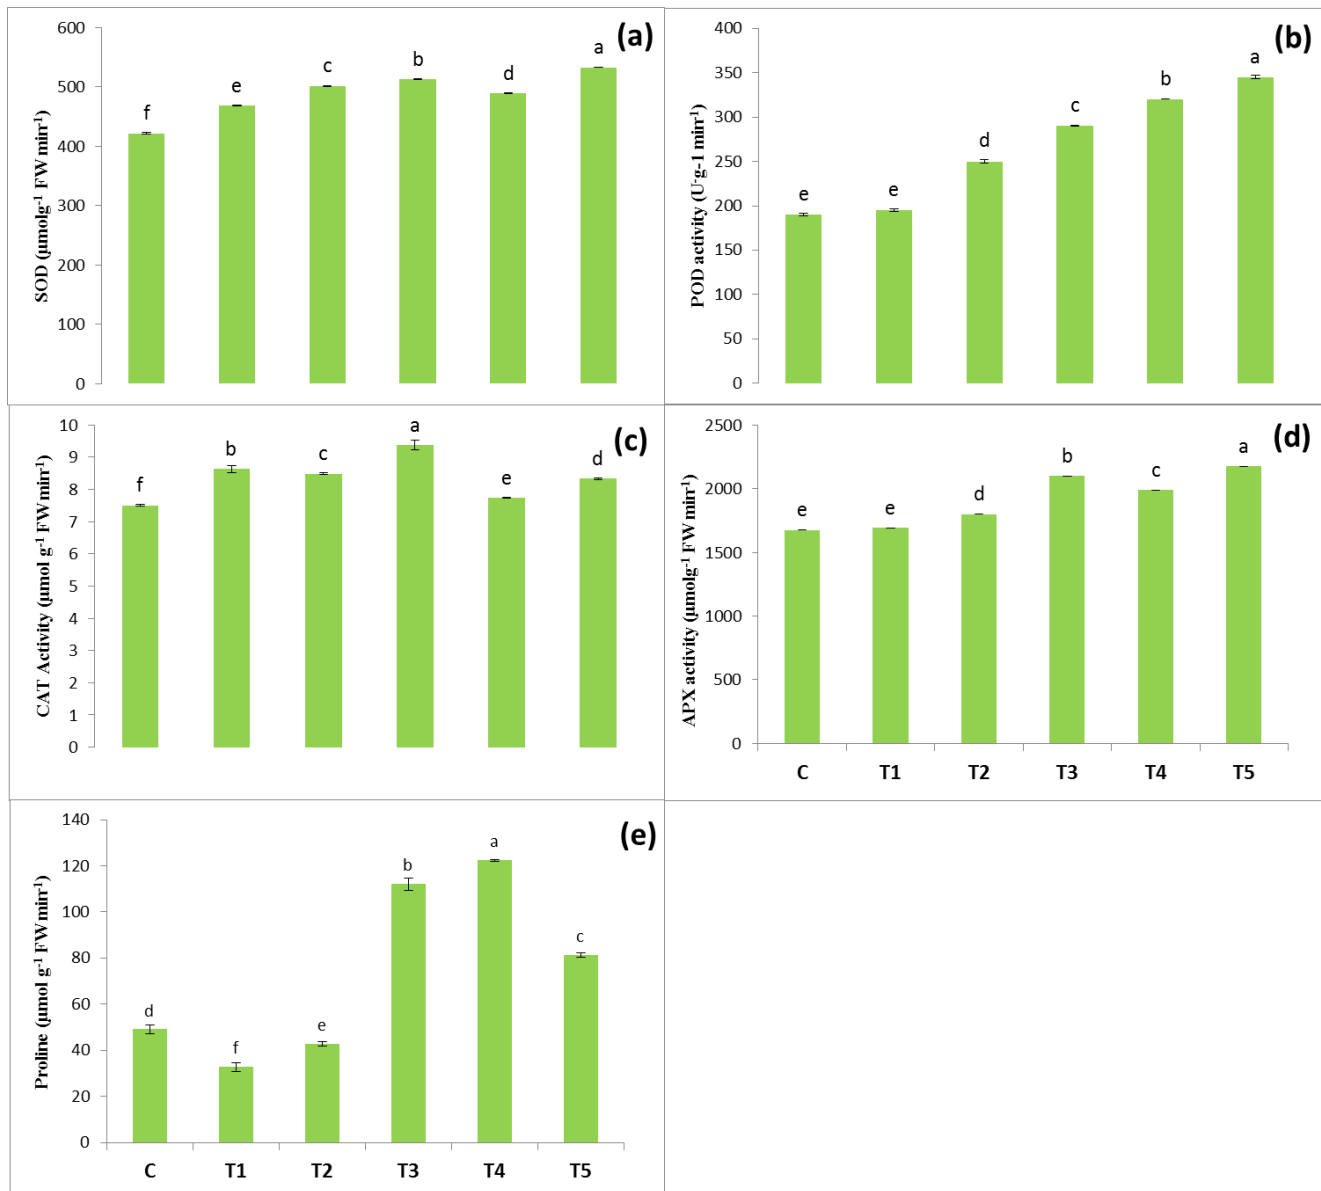 (a)
SOD (µmolg⁻¹ FW min⁻¹)
600
500
400
300
200
100
0
f
e
c
b
d
a
(b)
POD activity (U·g-1 min⁻¹)
400
350
300
250
200
150
100
50
0
e
e
d
c
b
a
(c)
CAT Activity (µmol g⁻¹ FW min⁻¹)
10
9
8
7
6
5
4
3
2
1
0
f
b
c
a
e
d
(d)
APX activity (µmolg⁻¹ FW min⁻¹)
2500
2000
1500
1000
500
0
e
e
d
b
c
a
C T1 T2 T3 T4 T5
(e)
Proline (µmol g⁻¹ FW min⁻¹)
140
120
100
80
60
40
20
0
d
f
e
b
a
c
C T1 T2 T3 T4 T5